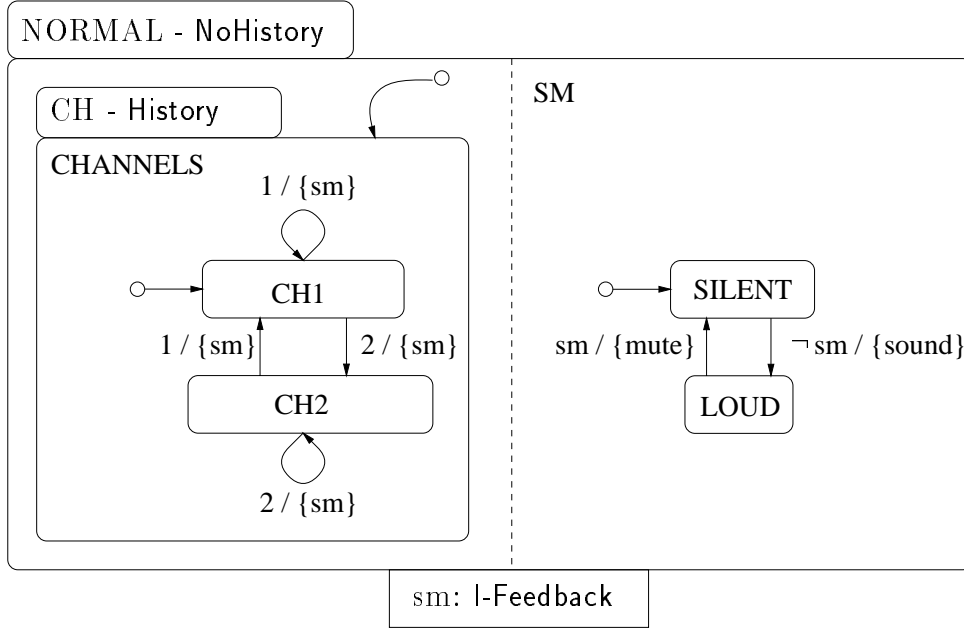 NORMAL - NoHistory
SM
CH - History
CHANNELS
1 / {sm}
CH1
SILENT
1 / {sm}
2 / {sm}
sm / {mute}
¬ sm / {sound}
CH2
LOUD
2 / {sm}
sm: I-Feedback